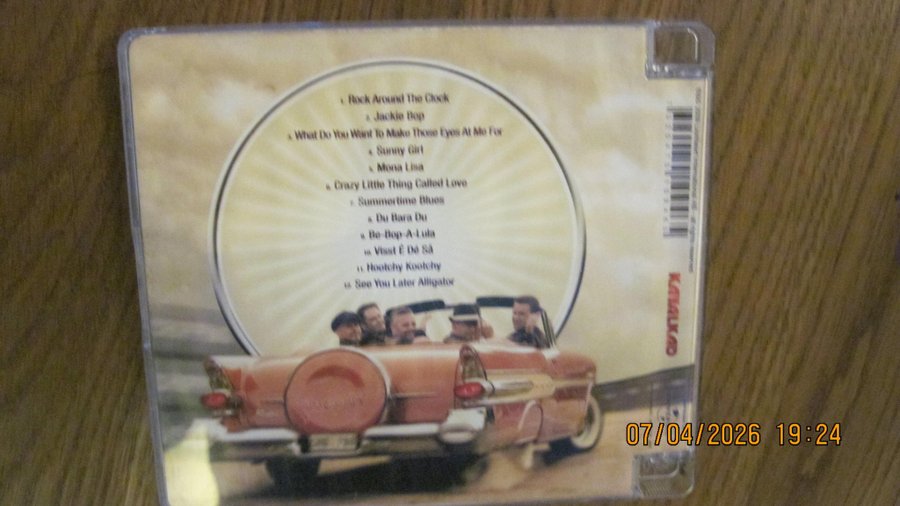 1. Rock Around The Clock
2. Jackie Bop
3. What Do You Want To Make Those Eyes At Me For
4. Sunny Girl
5. Mona Lisa
6. Crazy Little Thing Called Love
7. Summertime Blues
8. Du Bara Du
9. Be-Bop-A-Lula
10. Visst É Dé Så
11. Hootchy Kootchy
12. See You Later Alligator
07/04/2026 19:24